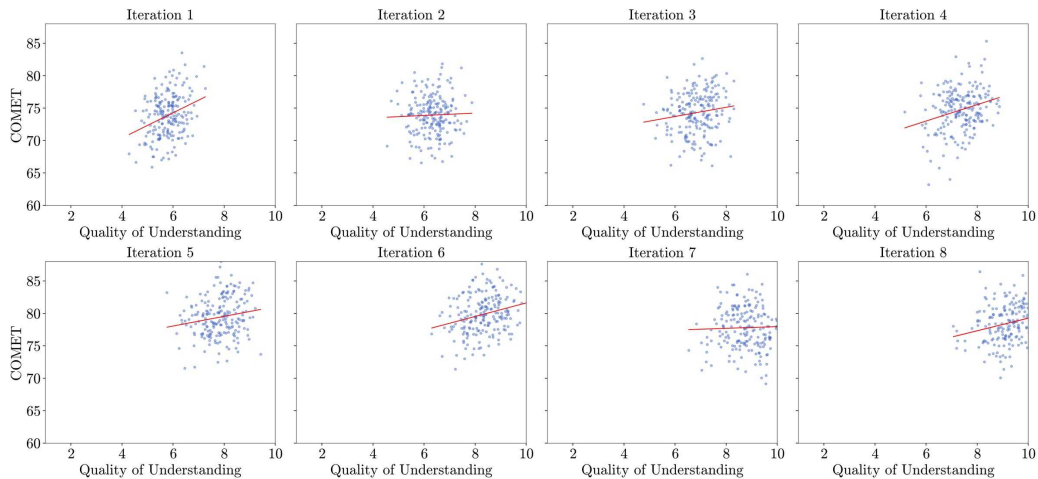 Iteration 1
Iteration 2
Iteration 3
Iteration 4
COMET
85
80
75
70
65
60
2 4 6 8 10
2 4 6 8 10
2 4 6 8 10
2 4 6 8 10
Quality of Understanding
Quality of Understanding
Quality of Understanding
Quality of Understanding
Iteration 5
Iteration 6
Iteration 7
Iteration 8
COMET
85
80
75
70
65
60
2 4 6 8 10
2 4 6 8 10
2 4 6 8 10
2 4 6 8 10
Quality of Understanding
Quality of Understanding
Quality of Understanding
Quality of Understanding